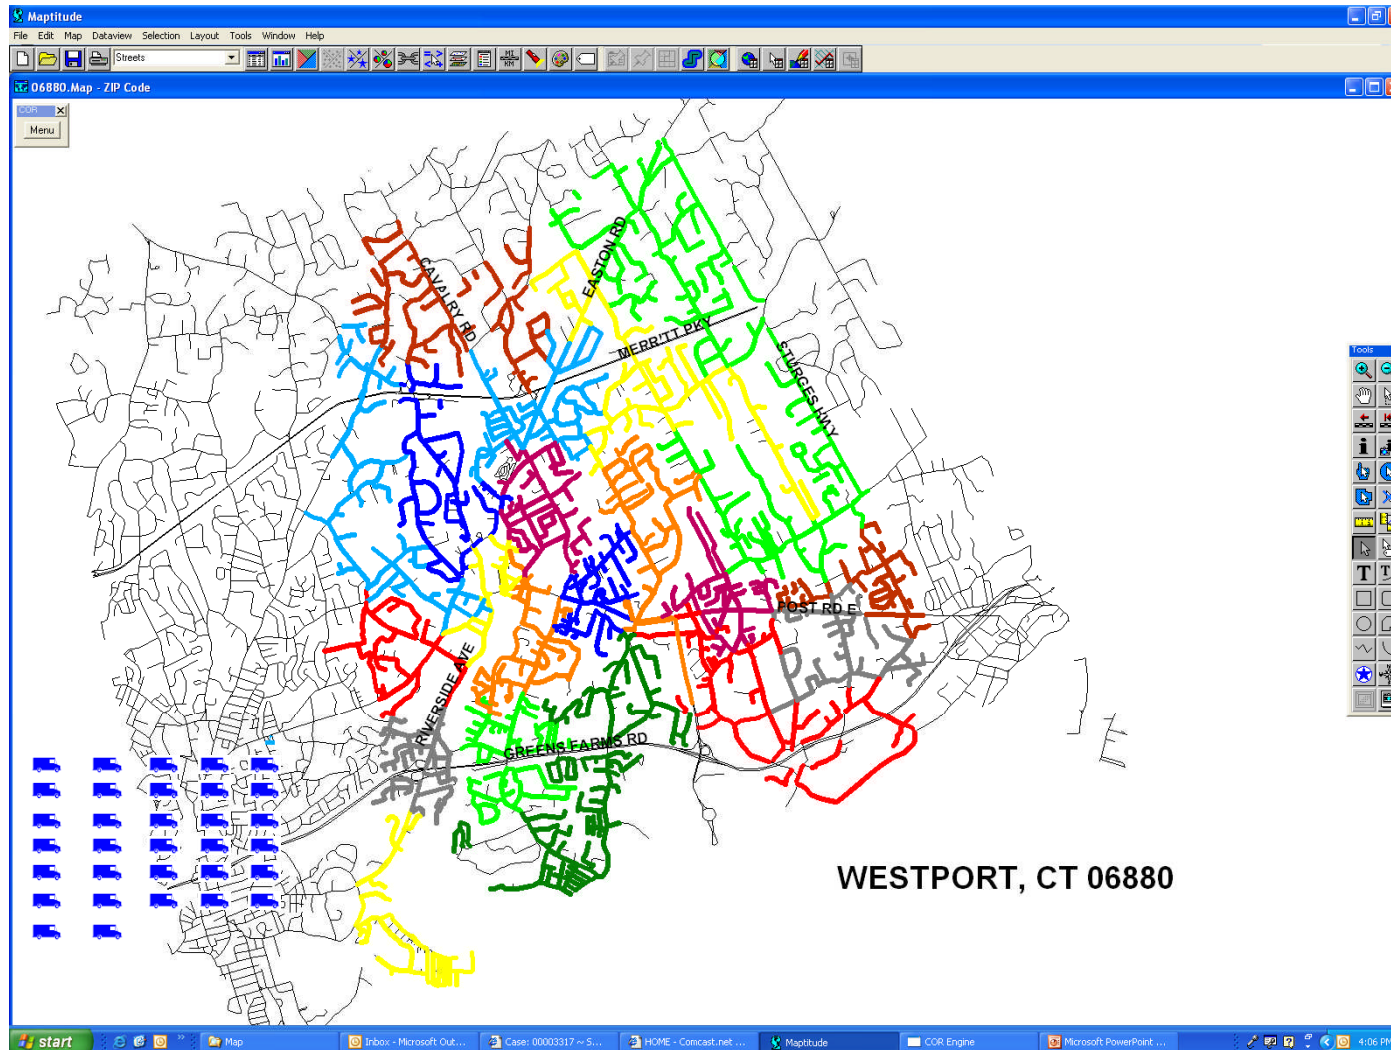 Maptitude
File Edit Map Dataview Selection Layout Tools Window Help
Streets
MI
KM
06880.Map - ZIP Code
COR
Menu
CAVALRY RD
EASTON RD
MERRITT PKY
STURGES HWY
POST RD E
RIVERSIDE AVE
GREENS FARMS RD
WESTPORT, CT 06880
Tools
start
Map
Inbox - Microsoft Out...
Case: 00003317 ~ S...
HOME - Comcast.net ...
Maptitude
COR Engine
Microsoft PowerPoint ...
4:06 PM